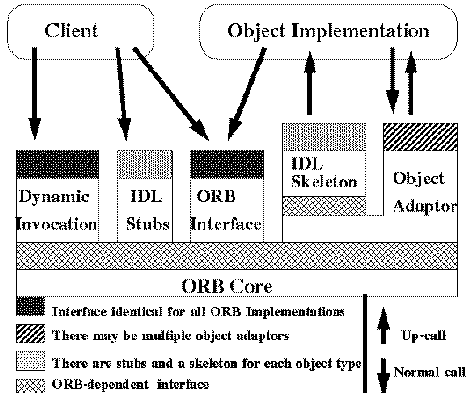 Client
Object Implementation
Dynamic
Invocation
IDL
Stubs
ORB
Interface
IDL
Skeleton
Object
Adaptor
ORB Core
Interface identical for all ORB Implementations
There may be multiple object adaptors
There are stubs and a skeleton for each object type
ORB-dependent interface
Up-call
Normal call